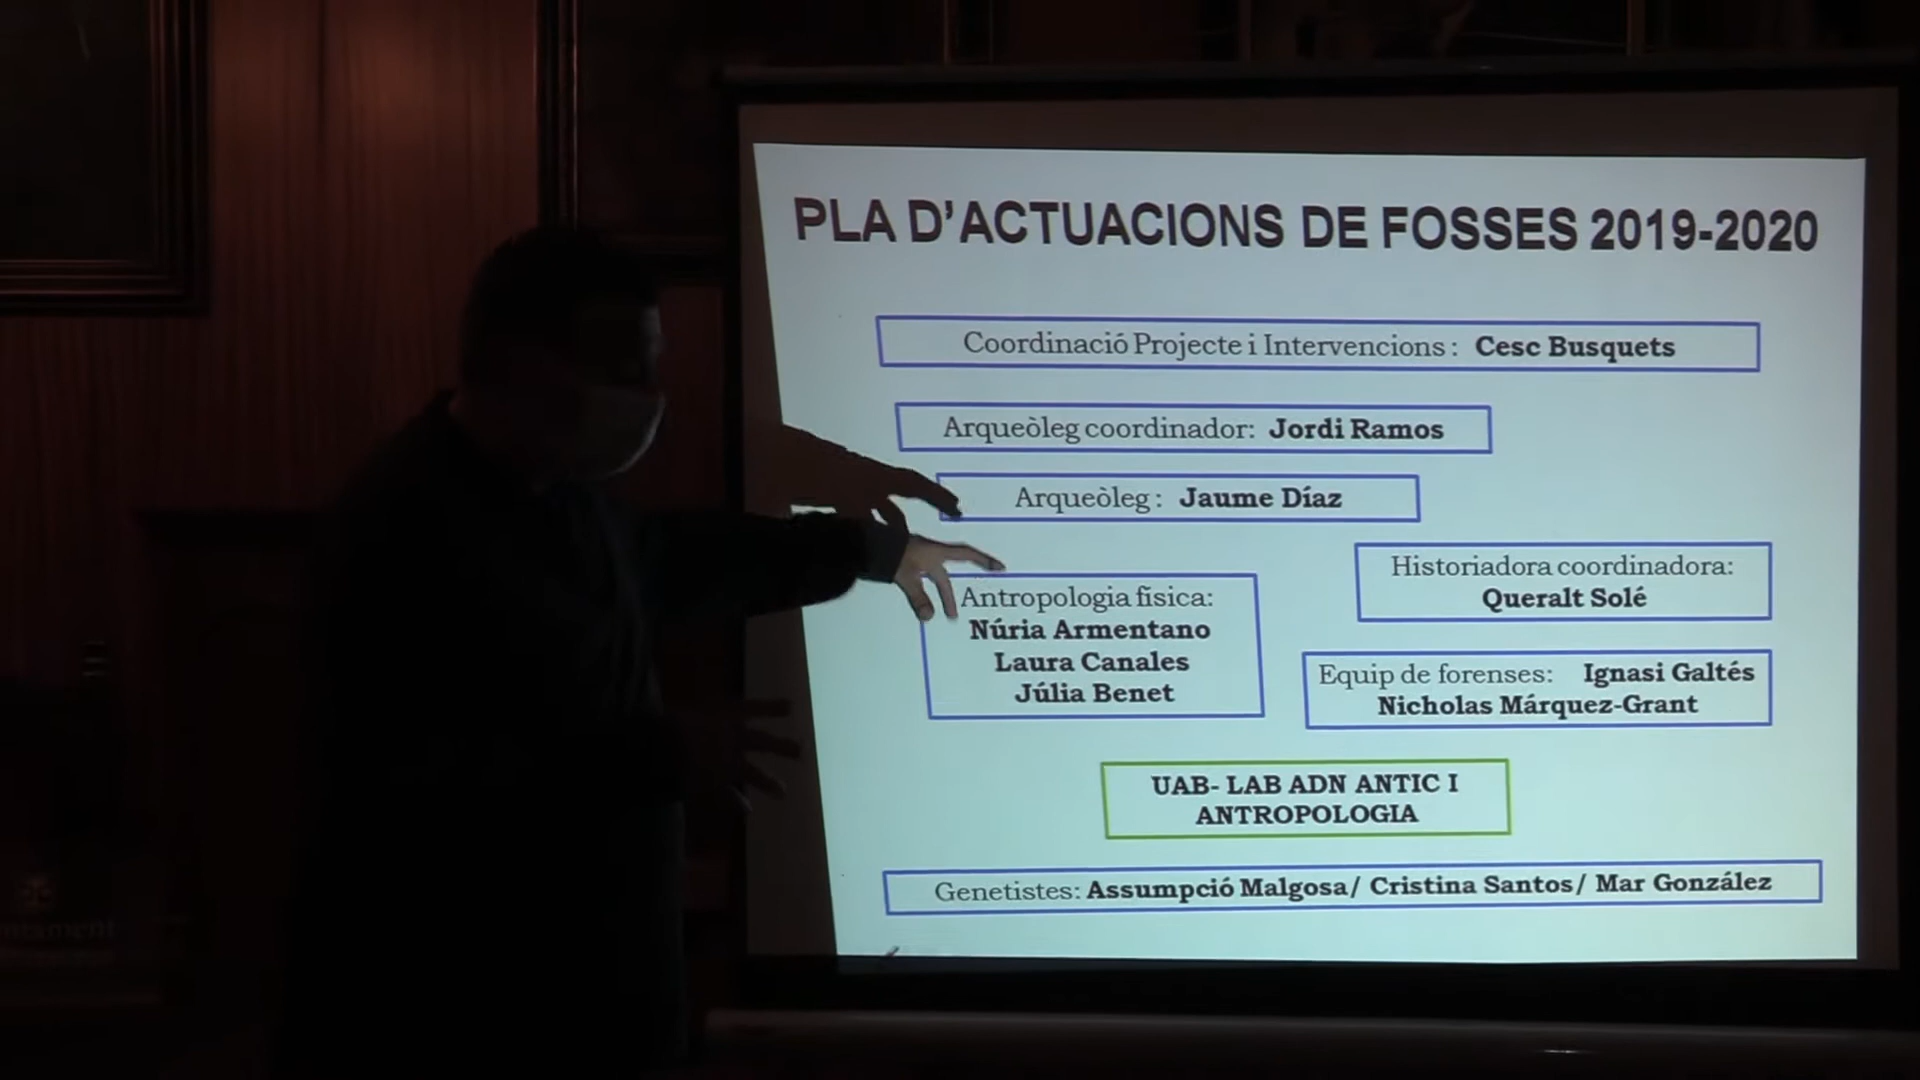 PLA D'ACTUACIONS DE FOSSES 2019-2020
Coordinació Projecte i Intervencions: Cesc Busquets
Arqueòleg coordinador: Jordi Ramos
Arqueòleg: Jaume Díaz
Historiadora coordinadora:
Queralt Solé
Antropologia física:
Núria Armentano
Laura Canales
Júlia Benet
Equip de forenses: Ignasi Galtés
Nicholas Márquez-Grant
UAB- LAB ADN ANTIC I
ANTROPOLOGIA
Genetistes: Assumpció Malgosa/ Cristina Santos/ Mar González